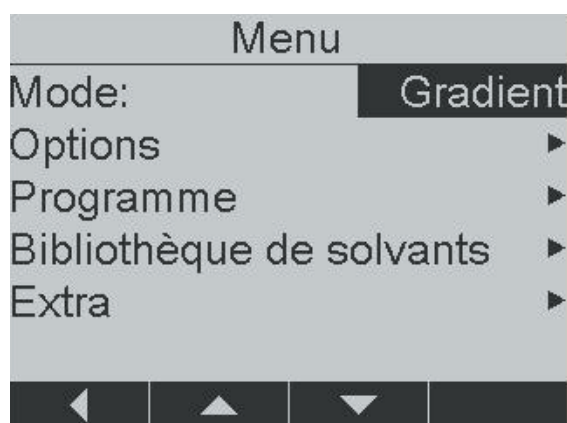 Menu
Mode: Gradient
Options
Programme
Bibliothèque de solvants
Extra